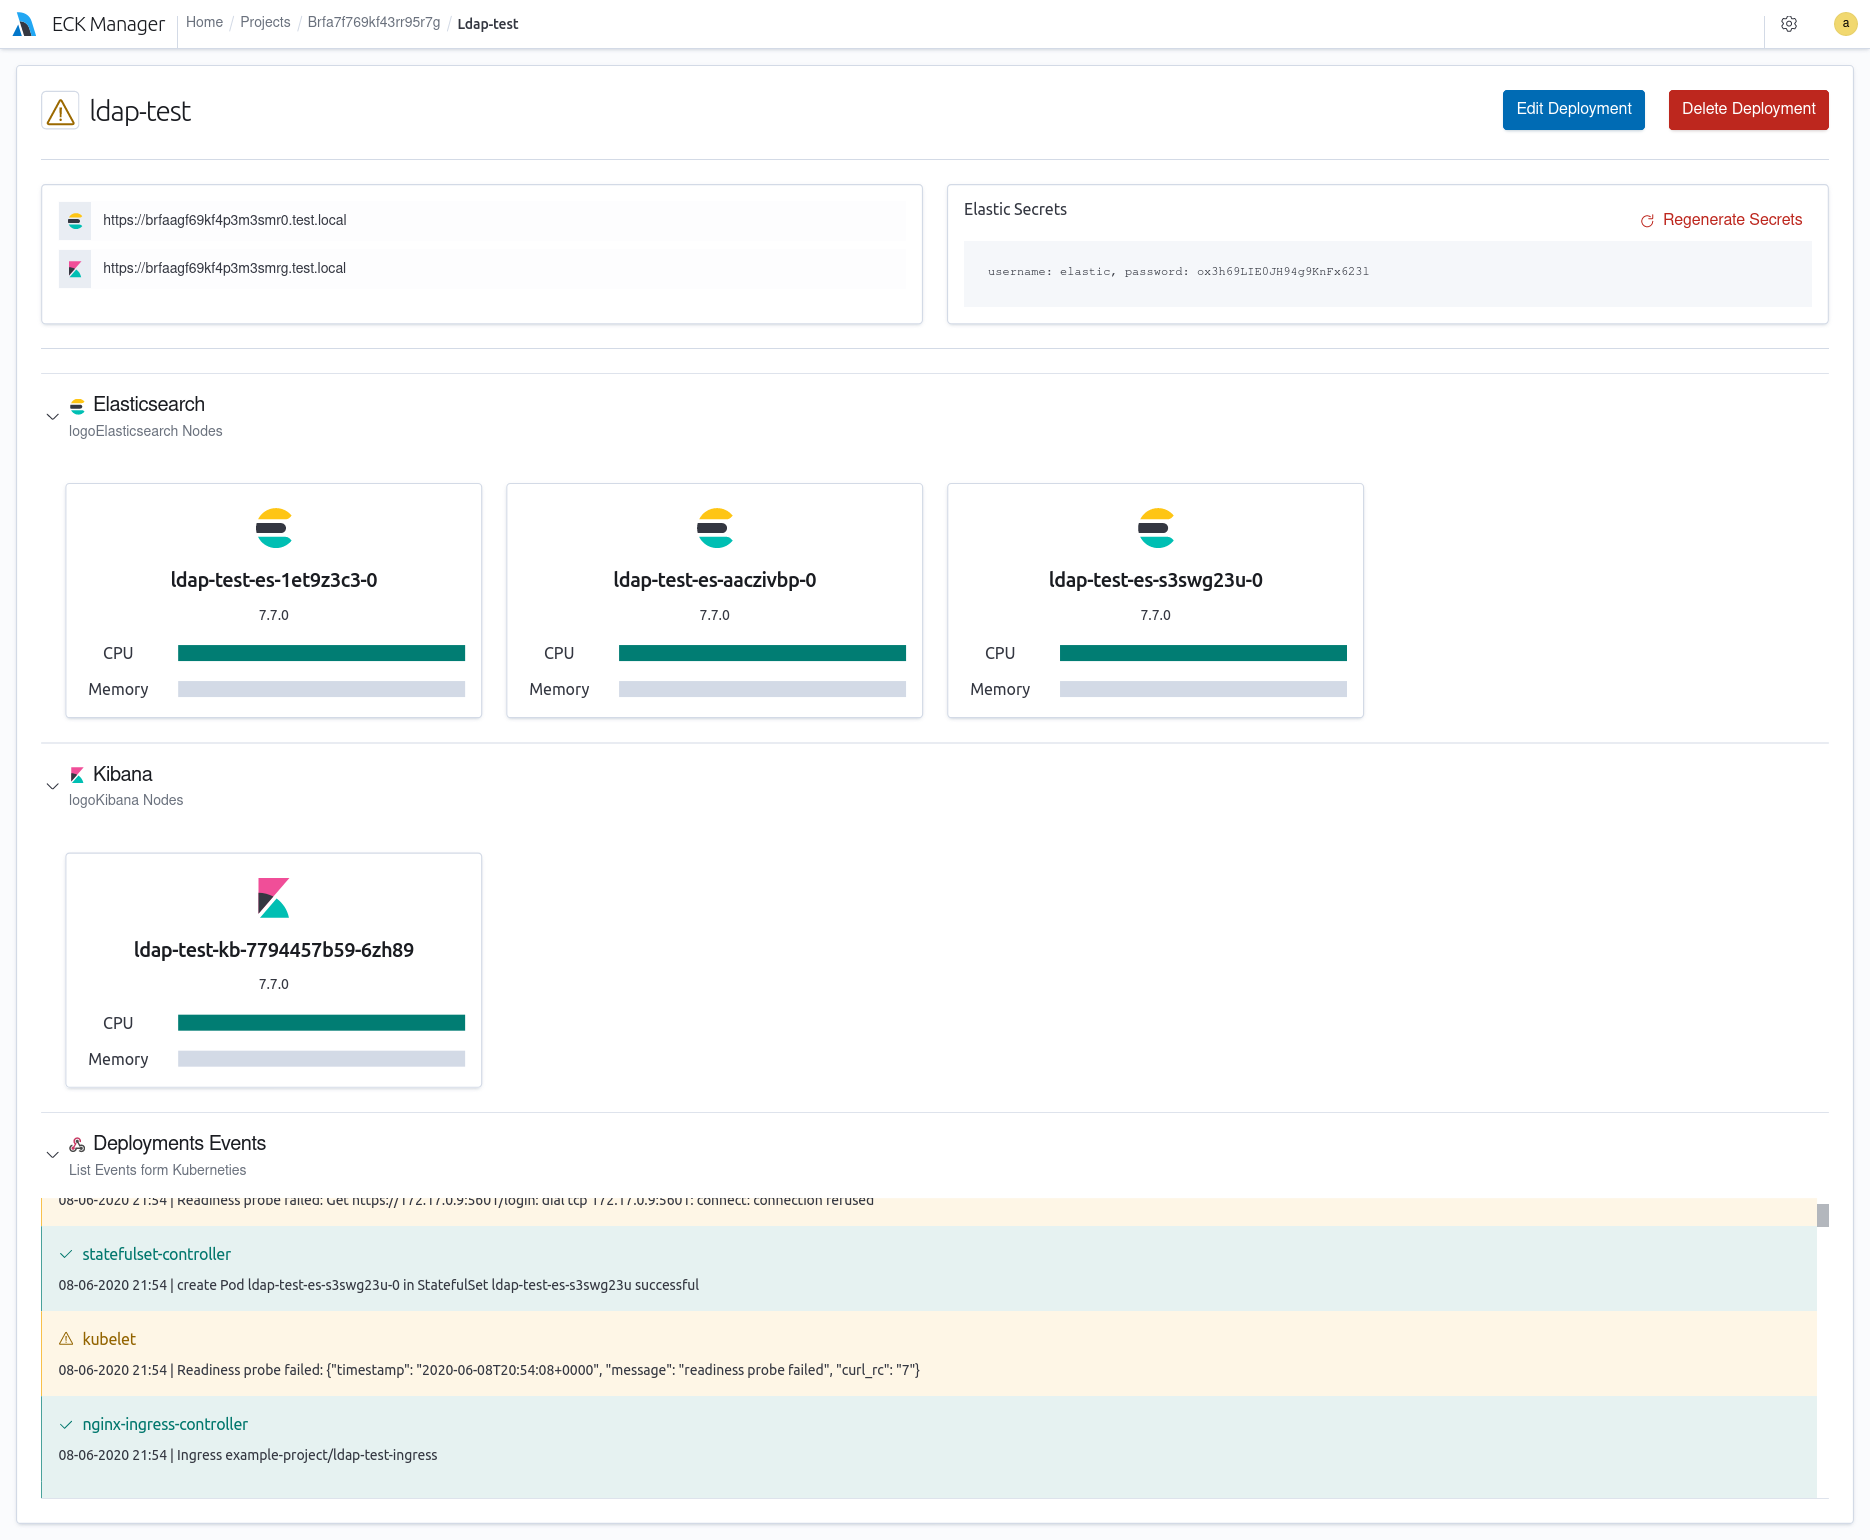 ECK Manager
Home / Projects / Brfa7f769kf43rr95r7g / Ldap-test
a
ldap-test
Edit Deployment
Delete Deployment
https://brfaagf69kf4p3m3smr0.test.local
https://brfaagf69kf4p3m3smrg.test.local
Elastic Secrets
Regenerate Secrets
username: elastic, password: ox3h69LIE0JH94g9KnFx623l
Elasticsearch
logoElasticsearch Nodes
ldap-test-es-1et9z3c3-0
7.7.0
CPU
Memory
ldap-test-es-aaczivbp-0
7.7.0
CPU
Memory
ldap-test-es-s3swg23u-0
7.7.0
CPU
Memory
Kibana
logoKibana Nodes
ldap-test-kb-7794457b59-6zh89
7.7.0
CPU
Memory
Deployments Events
List Events form Kuberneties
08-06-2020 21:54 | Readiness probe failed: Get https://172.17.0.9:5601/login: dial tcp 172.17.0.9:5601: connect: connection refused
statefulset-controller
08-06-2020 21:54 | create Pod ldap-test-es-s3swg23u-0 in StatefulSet ldap-test-es-s3swg23u successful
kubelet
08-06-2020 21:54 | Readiness probe failed: {"timestamp": "2020-06-08T20:54:08+0000", "message": "readiness probe failed", "curl_rc": "7"}
nginx-ingress-controller
08-06-2020 21:54 | Ingress example-project/ldap-test-ingress